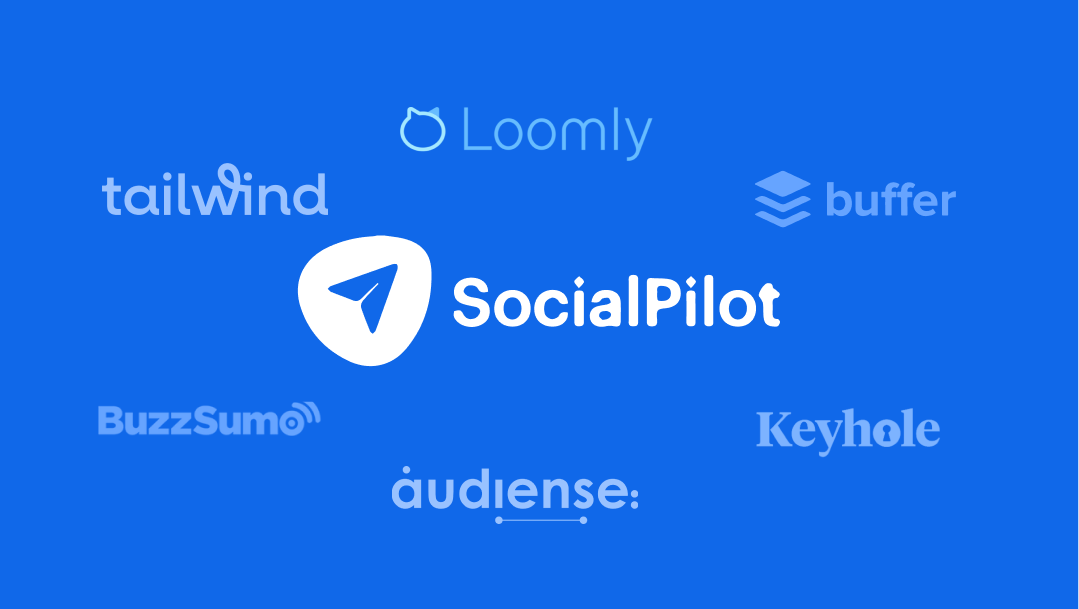 Loomly
tailwind
buffer
SocialPilot
BuzzSumo
Keyhole
audiense: